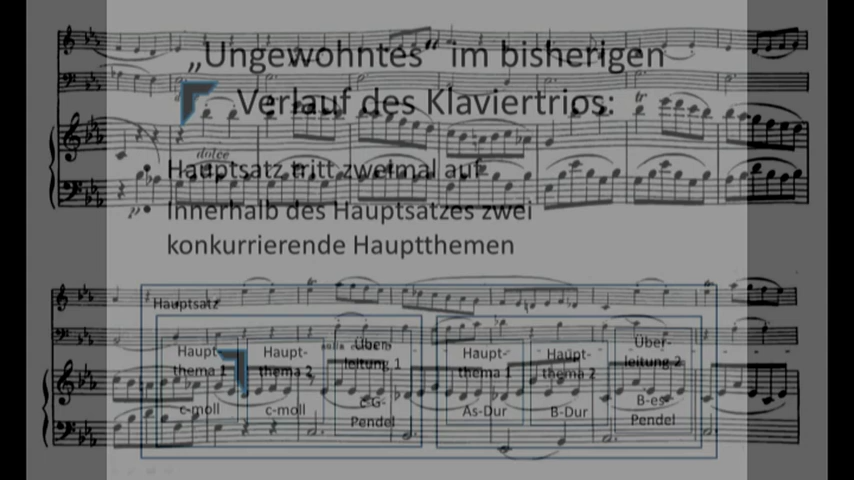 „Ungewohntes“ im bisherigen
Verlauf des Klaviertrios:
dolce
tr
• Hauptsatz tritt zweimal auf
• Innerhalb des Hauptsatzes zwei
konkurrierende Hauptthemen
Hauptsatz
Haupt-
thema 1
c-moll
Haupt-
thema 2
c-moll
Über-
leitung 1
c-G-
Pendel
Haupt-
thema 1
As-Dur
Haupt-
thema 2
B-Dur
Über-
leitung 2
B-es-
Pendel